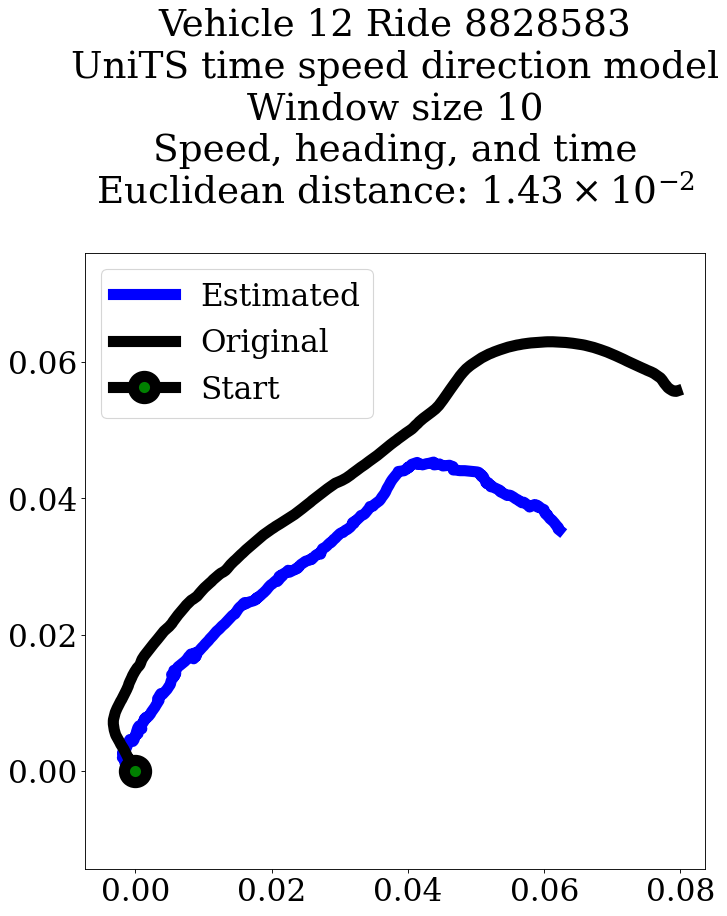 Vehicle 12 Ride 8828583
UniTS time speed direction model
Window size 10
Speed, heading, and time
Euclidean distance: 1.43 × 10⁻²
Estimated
Original
Start
0.06
0.04
0.02
0.00
0.00 0.02 0.04 0.06 0.08